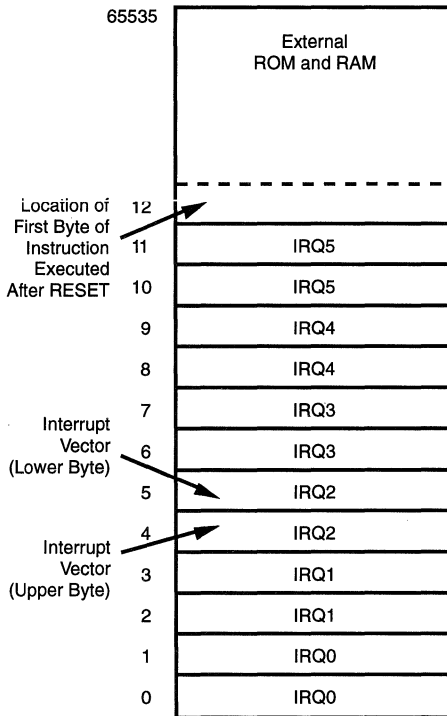 65535
External
ROM and RAM
Location of
First Byte of
Instruction
Executed
After RESET
12
11 IRQ5
10 IRQ5
9 IRQ4
8 IRQ4
7 IRQ3
Interrupt
Vector
(Lower Byte)
6 IRQ3
5 IRQ2
4 IRQ2
Interrupt
Vector
(Upper Byte)
3 IRQ1
2 IRQ1
1 IRQ0
0 IRQ0